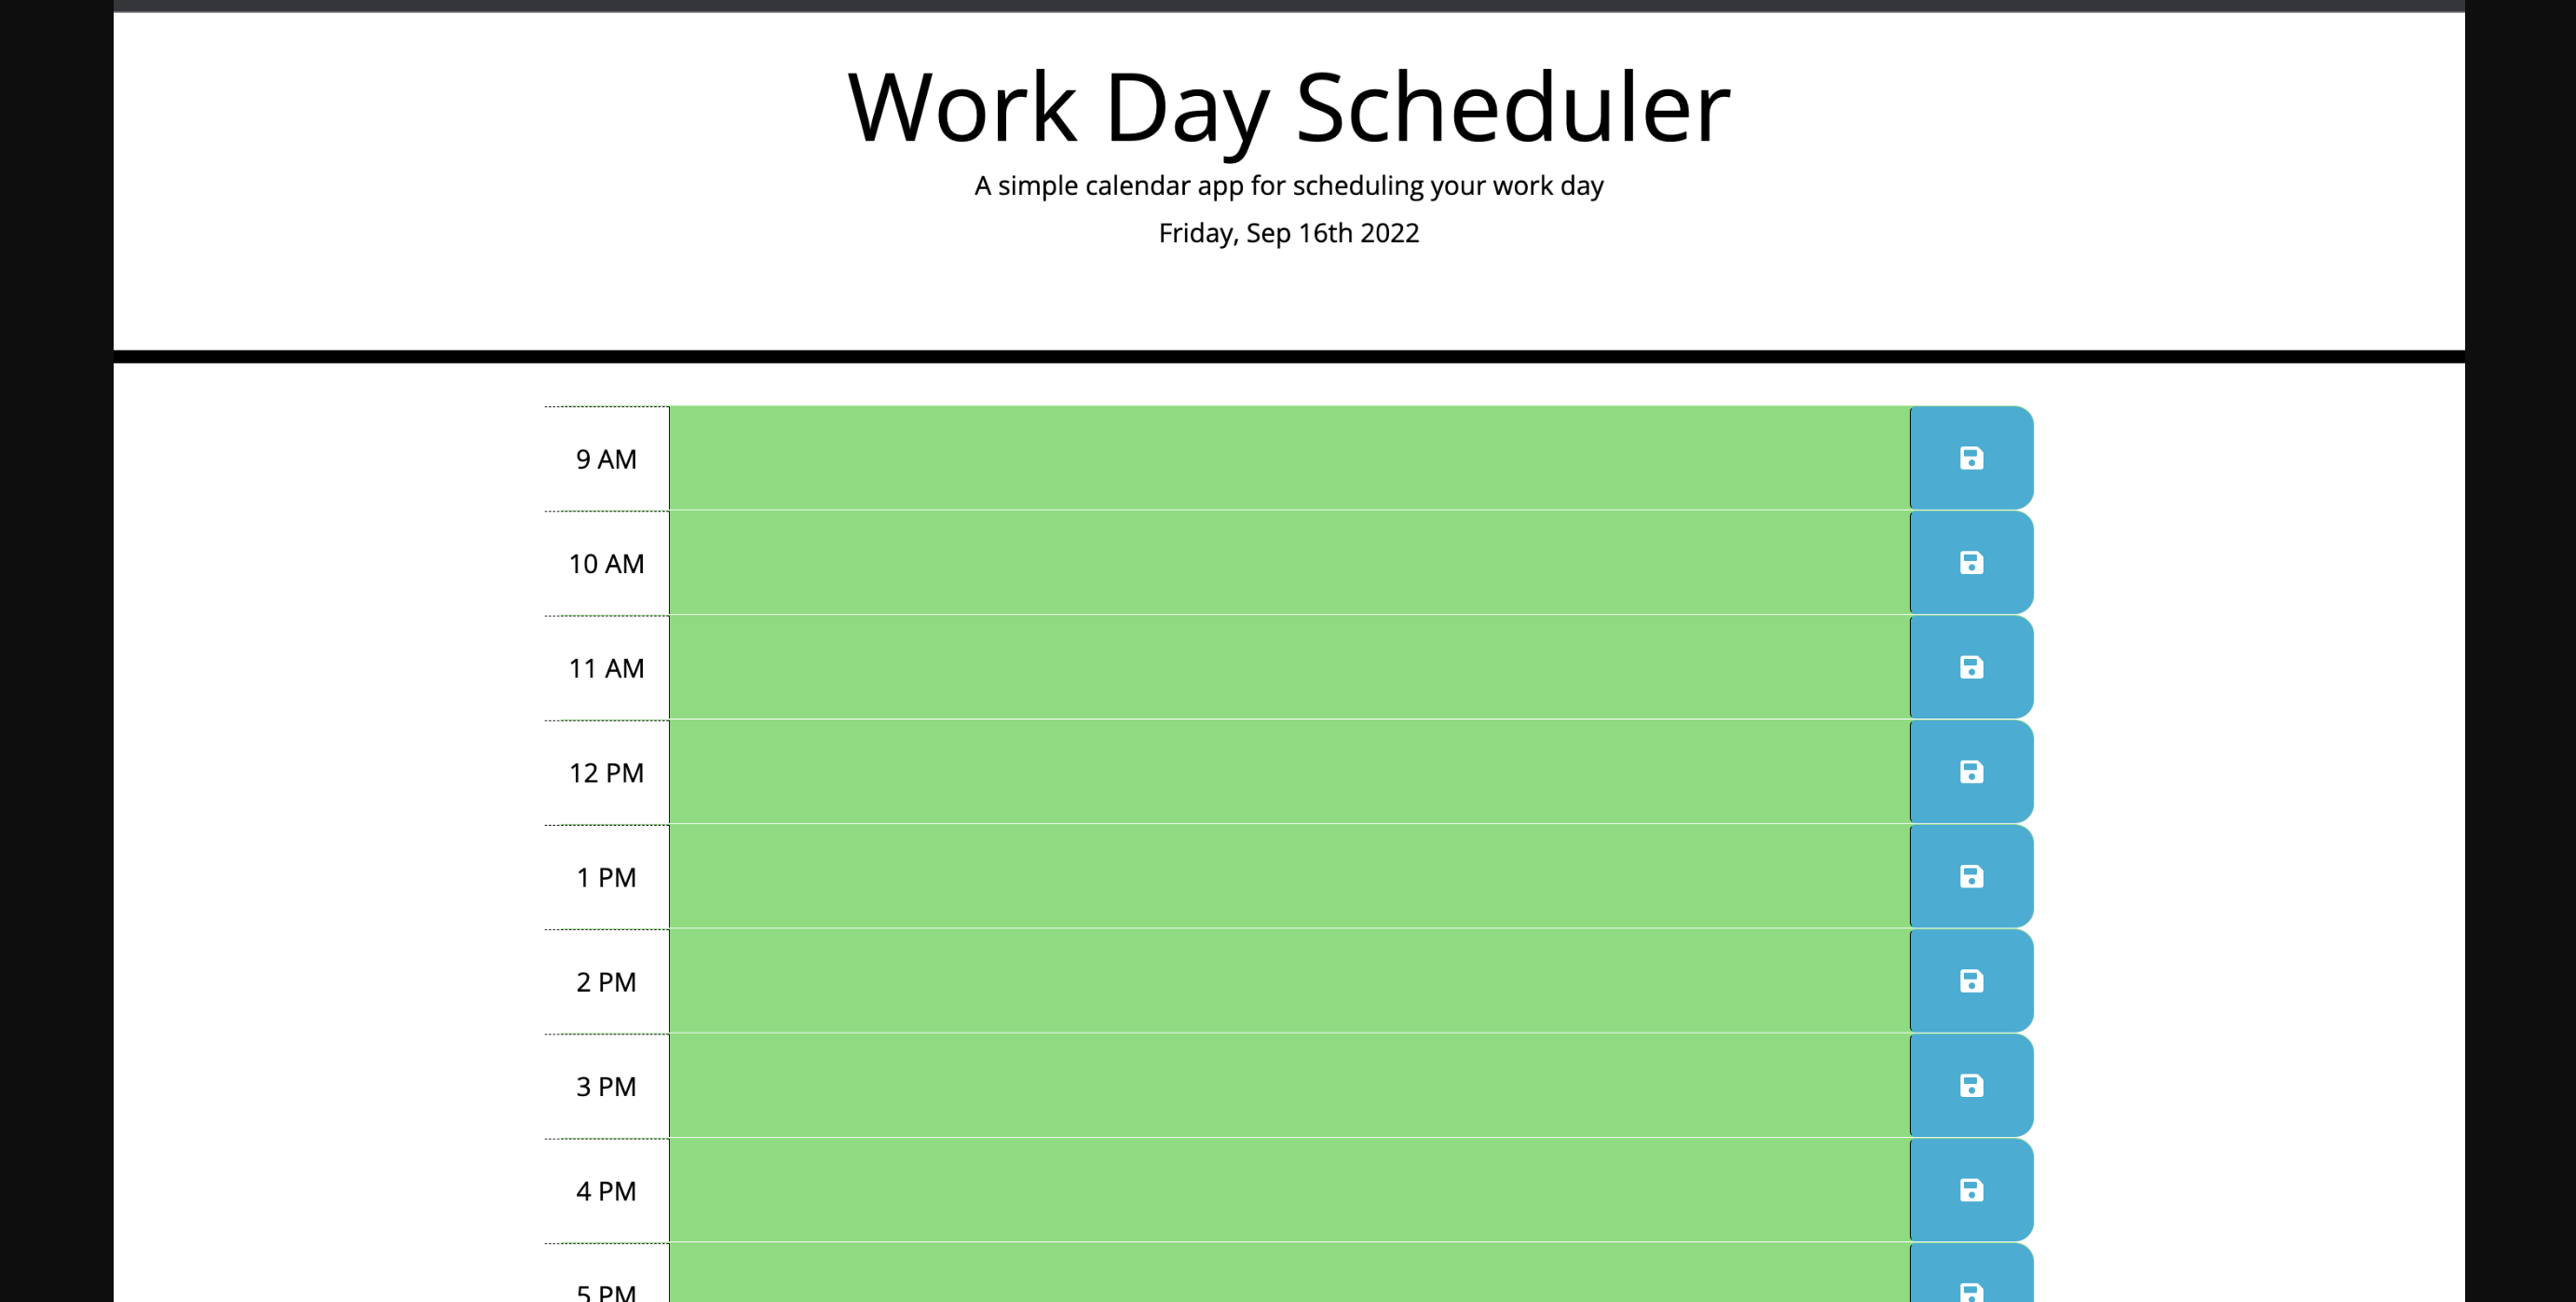 Work Day Scheduler
A simple calendar app for scheduling your work day
Friday, Sep 16th 2022
9 AM
10 AM
11 AM
12 PM
1 PM
2 PM
3 PM
4 PM
5 PM